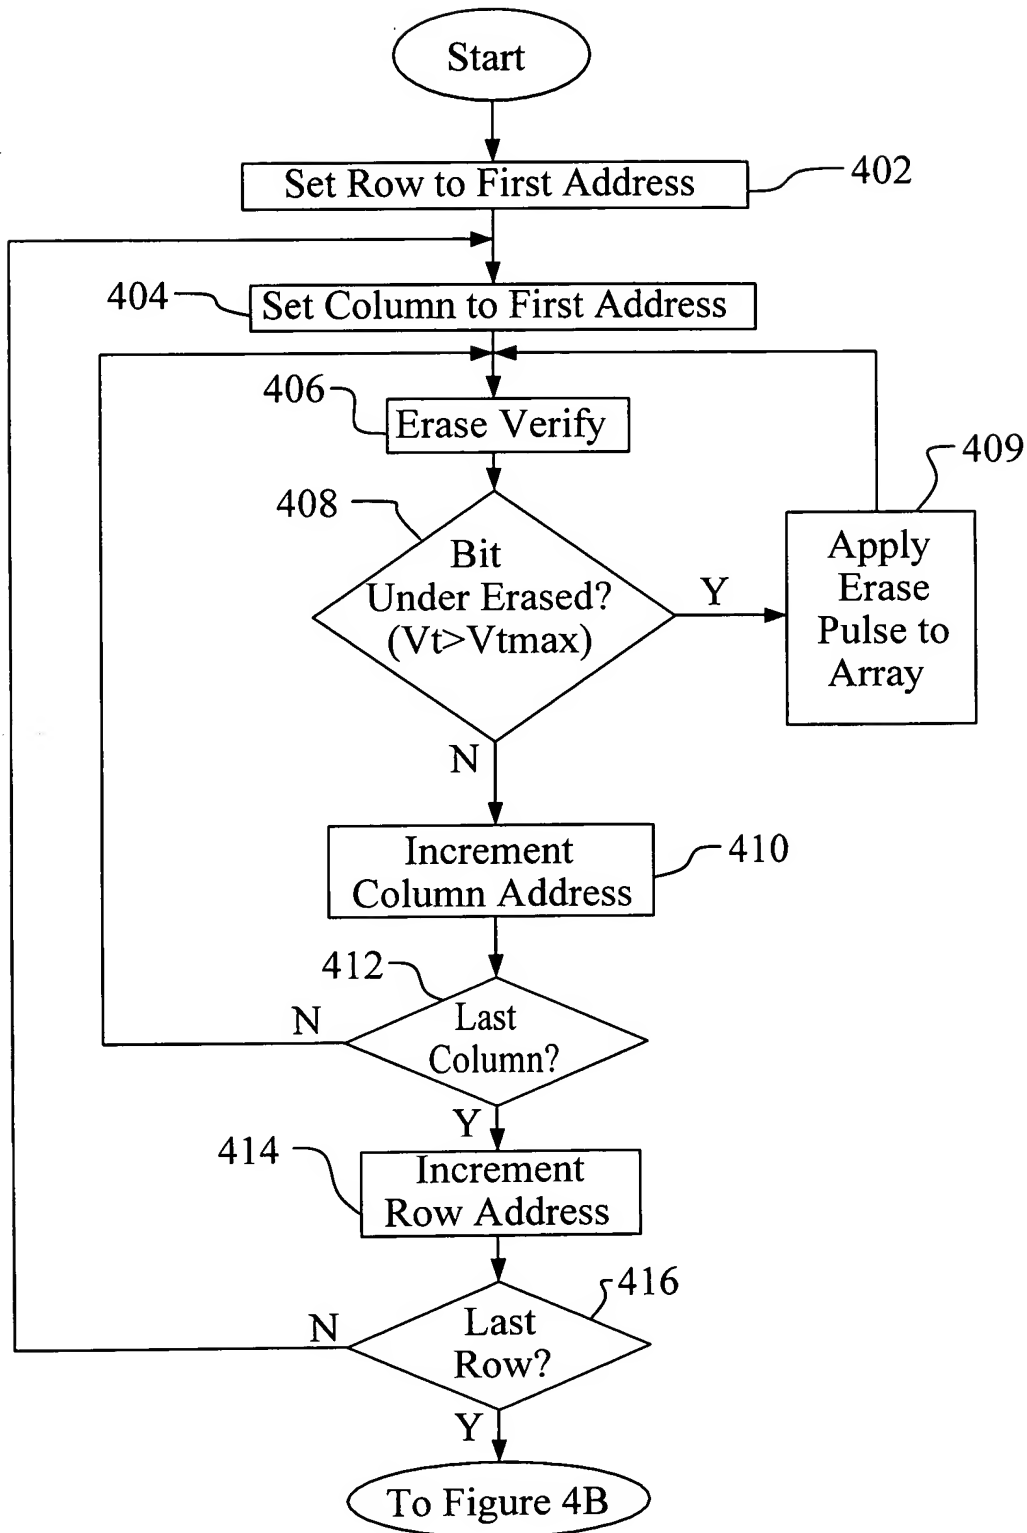 Start
Set Row to First Address
402
404
Set Column to First Address
406
Erase Verify
409
408
Bit
Under Erased?
(Vt>Vtmax)
Y
Apply
Erase
Pulse to
Array
N
Increment
Column Address
410
412
Last
Column?
N
Y
414
Increment
Row Address
416
Last
Row?
N
Y
To Figure 4B